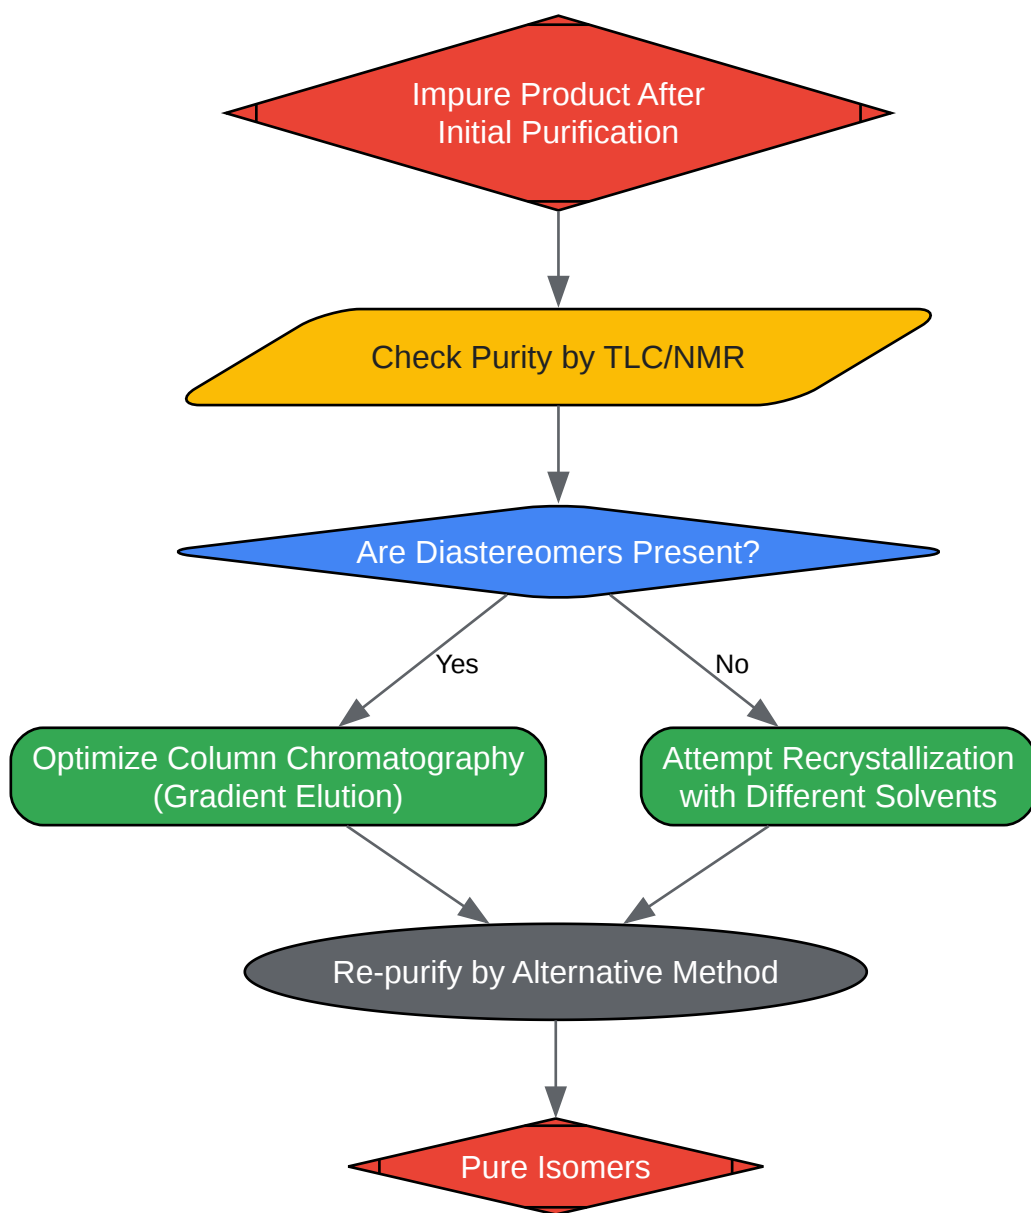 Impure Product After
Initial Purification
Check Purity by TLC/NMR
Are Diastereomers Present?
Yes
No
Optimize Column Chromatography
(Gradient Elution)
Attempt Recrystallization
with Different Solvents
Re-purify by Alternative Method
Pure Isomers